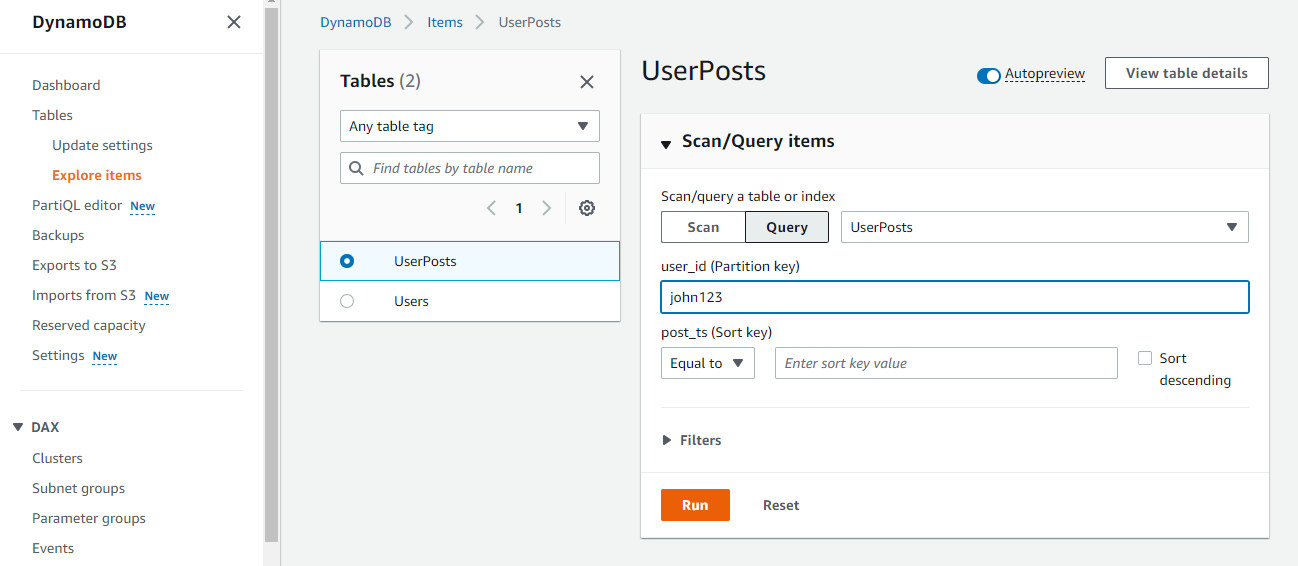 DynamoDB
Dashboard
Tables
Update settings
Explore items
PartiQL editor New
Backups
Exports to S3
Imports from S3 New
Reserved capacity
Settings New
DAX
Clusters
Subnet groups
Parameter groups
Events
DynamoDB Items UserPosts
Tables (2)
Any table tag
Find tables by table name
1
UserPosts
Users
UserPosts
Autopreview
View table details
Scan/Query items
Scan/query a table or index
Scan Query UserPosts
user_id (Partition key)
john123
post_ts (Sort key)
Equal to Enter sort key value
Sort
descending
Filters
Run Reset